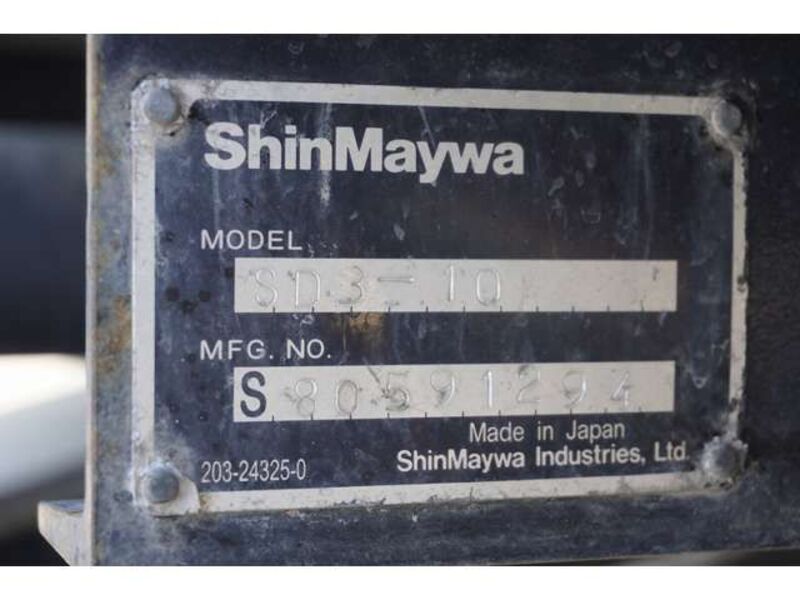 ShinMaywa
MODEL
SD3-10
MFG. NO.
S 80591294
Made in Japan
203-24325-0
ShinMaywa Industries, Ltd.